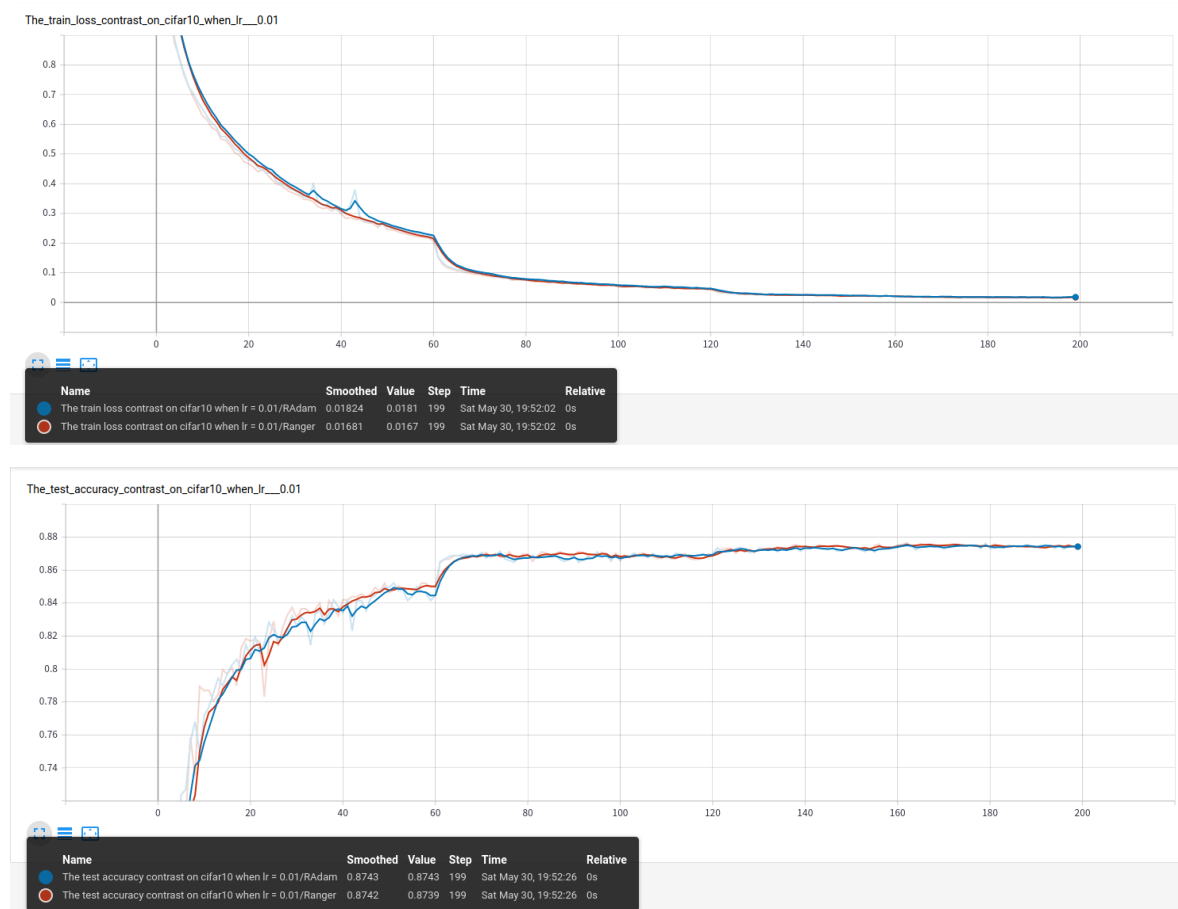 The_train_loss_contrast_on_cifar10_when_lr___0.01
0.8
0.7
0.6
0.5
0.4
0.3
0.2
0.1
0
0 20 40 60 80 100 120 140 160 180 200
Name Smoothed Value Step Time Relative
The train loss contrast on cifar10 when lr = 0.01/RAdam 0.01824 0.0181 199 Sat May 30, 19:52:02 0s
The train loss contrast on cifar10 when lr = 0.01/Ranger 0.01681 0.0167 199 Sat May 30, 19:52:02 0s
The_test_accuracy_contrast_on_cifar10_when_lr___0.01
0.88
0.86
0.84
0.82
0.8
0.78
0.76
0.74
0 20 40 60 80 100 120 140 160 180 200
Name Smoothed Value Step Time Relative
The test accuracy contrast on cifar10 when lr = 0.01/RAdam 0.8743 0.8743 199 Sat May 30, 19:52:26 0s
The test accuracy contrast on cifar10 when lr = 0.01/Ranger 0.8742 0.8739 199 Sat May 30, 19:52:26 0s